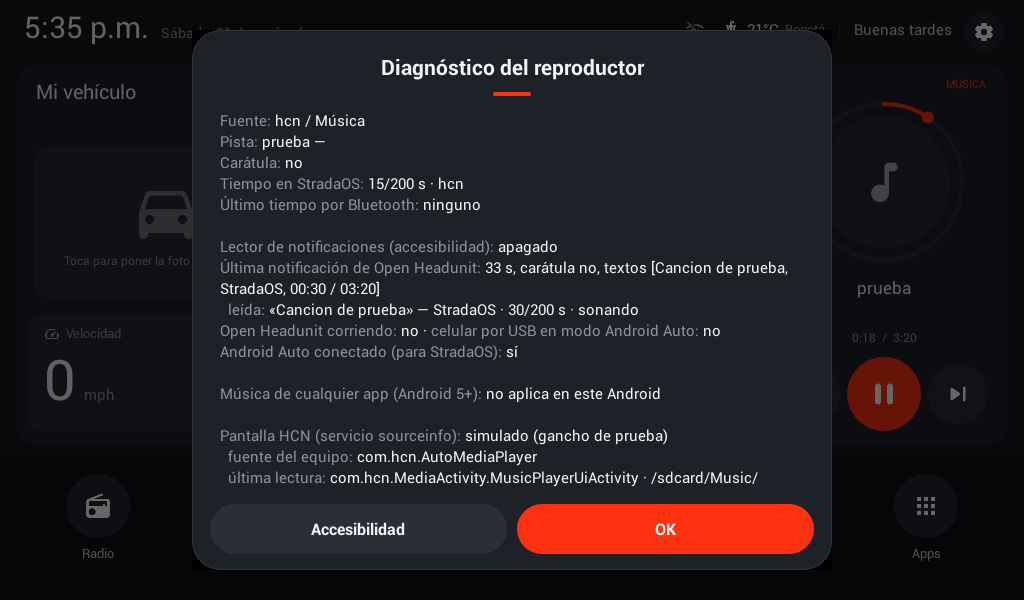 5:35 p.m.
21°C Bogotá
Buenas tardes
Mi vehículo
MÚSICA
Toca para poner la foto
Velocidad
0 mph
prueba
0:18 / 3:20
Radio
Apps
Diagnóstico del reproductor
Fuente: hcn / Música
Pista: prueba —
Carátula: no
Tiempo en StradaOS: 15/200 s · hcn
Último tiempo por Bluetooth: ninguno
Lector de notificaciones (accesibilidad): apagado
Última notificación de Open Headunit: 33 s, carátula no, textos [Cancion de prueba,
StradaOS, 00:30 / 03:20]
leída: «Cancion de prueba» — StradaOS · 30/200 s · sonando
Open Headunit corriendo: no · celular por USB en modo Android Auto: no
Android Auto conectado (para StradaOS): sí
Música de cualquier app (Android 5+): no aplica en este Android
Pantalla HCN (servicio sourceinfo): simulado (gancho de prueba)
fuente del equipo: com.hcn.AutoMediaPlayer
última lectura: com.hcn.MediaActivity.MusicPlayerUiActivity · /sdcard/Music/
Accesibilidad
OK